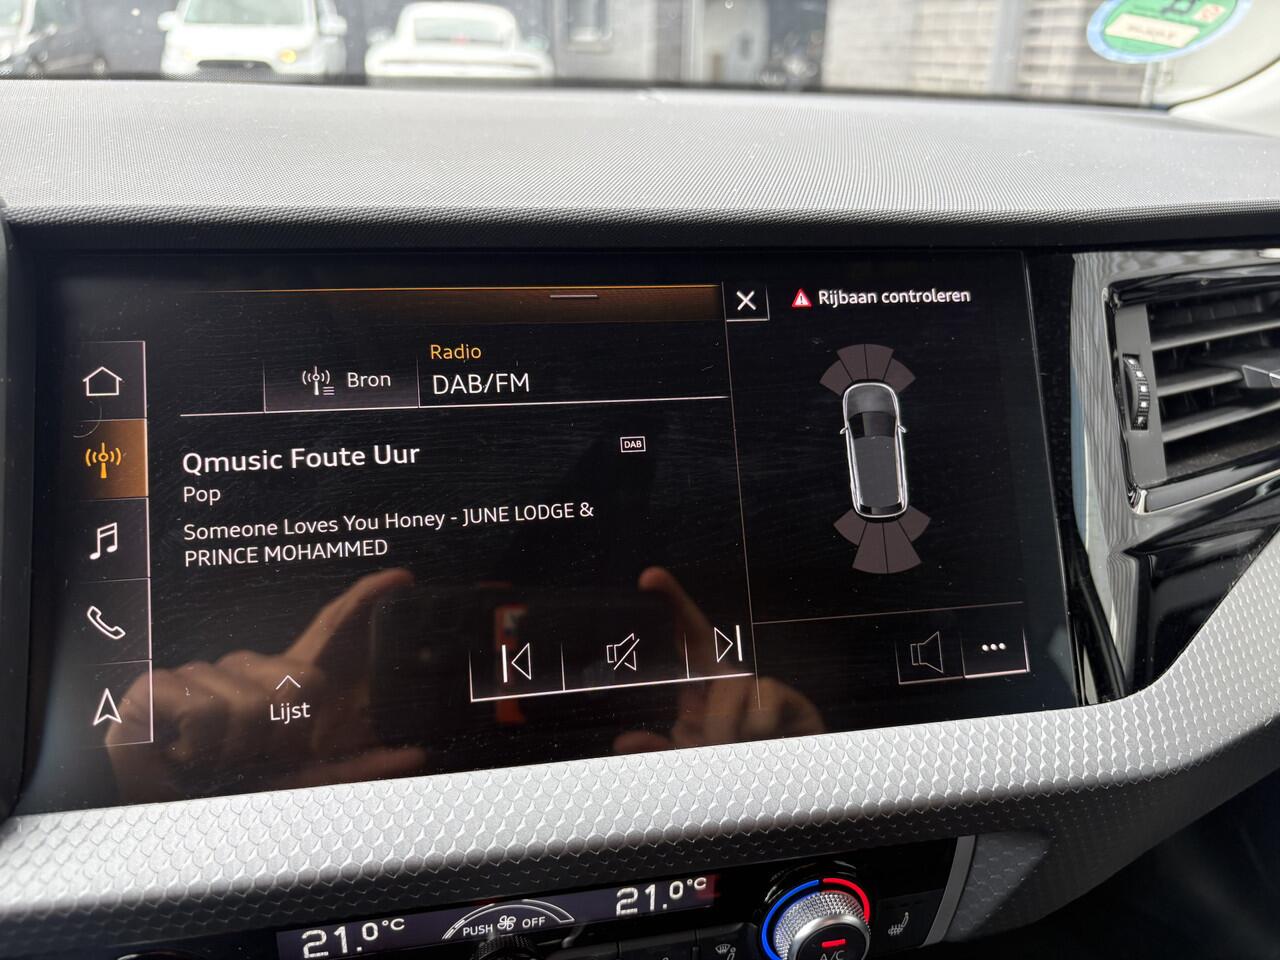 Rijbaan controleren
Radio
Bron
DAB/FM
Qmusic Foute Uur
DAB
Pop
Someone Loves You Honey - JUNE LODGE &
PRINCE MOHAMMED
Lijst
21.0°C
PUSH OFF
21.0°C
A/C